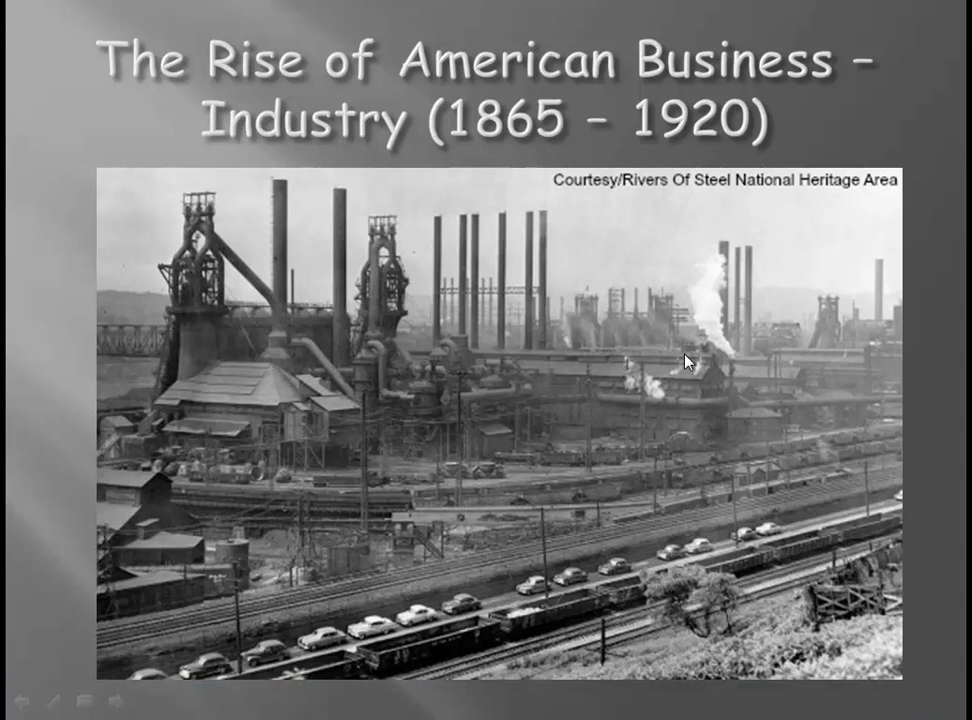 The Rise of American Business –
Industry (1865 – 1920)
Courtesy/Rivers Of Steel National Heritage Area